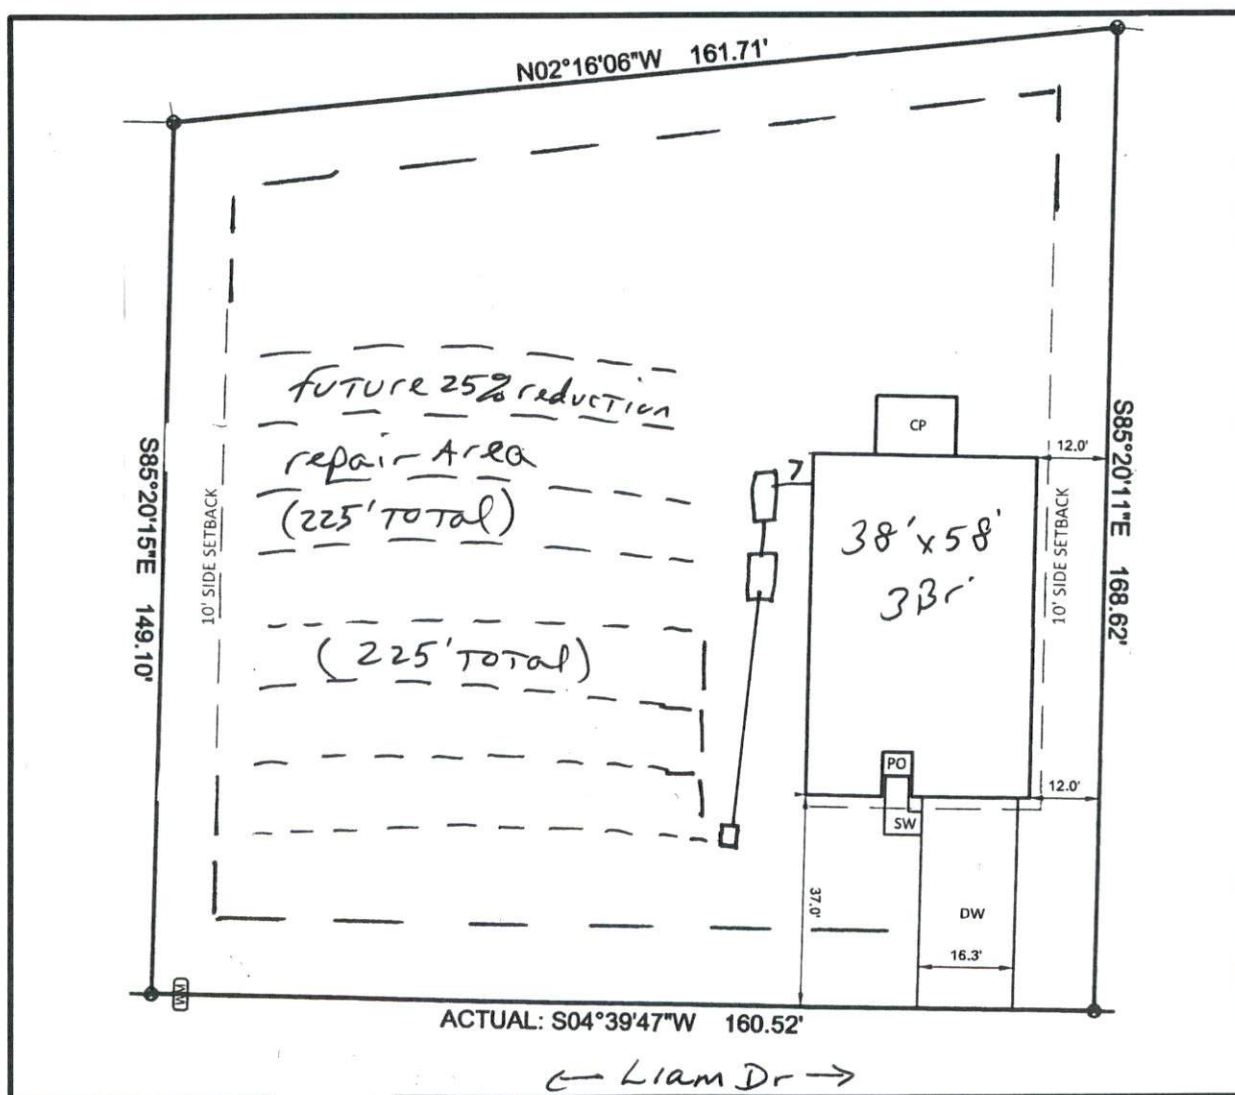 N02°16'06"W 161.71'
S85°20'15"E 149.10'
10' SIDE SETBACK
future 25% reduction
repair Area
(225' Total)
(225' Total)
7
CP
38' x 58'
3Br
12.0'
10' SIDE SETBACK
S85°20'11"E 168.62'
PO
SW
12.0'
37.0'
DW
16.3'
WM
ACTUAL: S04°39'47"W 160.52'
← Liam Dr →